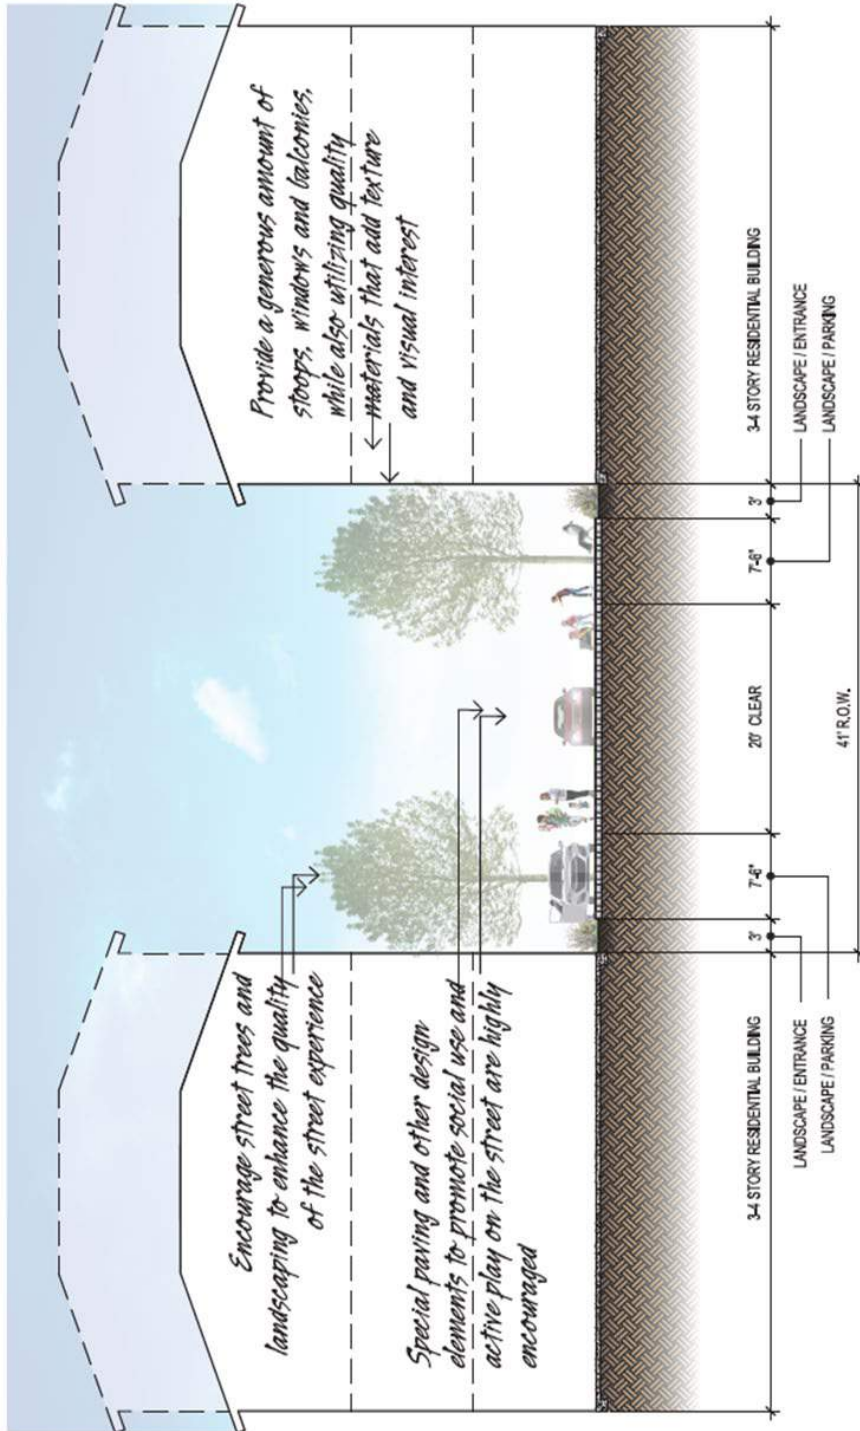 Encourage street trees and
landscaping to enhance the quality
of the street experience
Special paving and other design
elements to promote social use and
active play on the street are highly
encouraged
Provide a generous amount of
stoops, windows and balconies,
while also utilizing quality
materials that add texture
and visual interest
3-4 STORY RESIDENTIAL BUILDING
3'
7'-6"
20' CLEAR
7'-6"
3'
3-4 STORY RESIDENTIAL BUILDING
LANDSCAPE / ENTRANCE
LANDSCAPE / PARKING
41' R.O.W.
LANDSCAPE / ENTRANCE
LANDSCAPE / PARKING